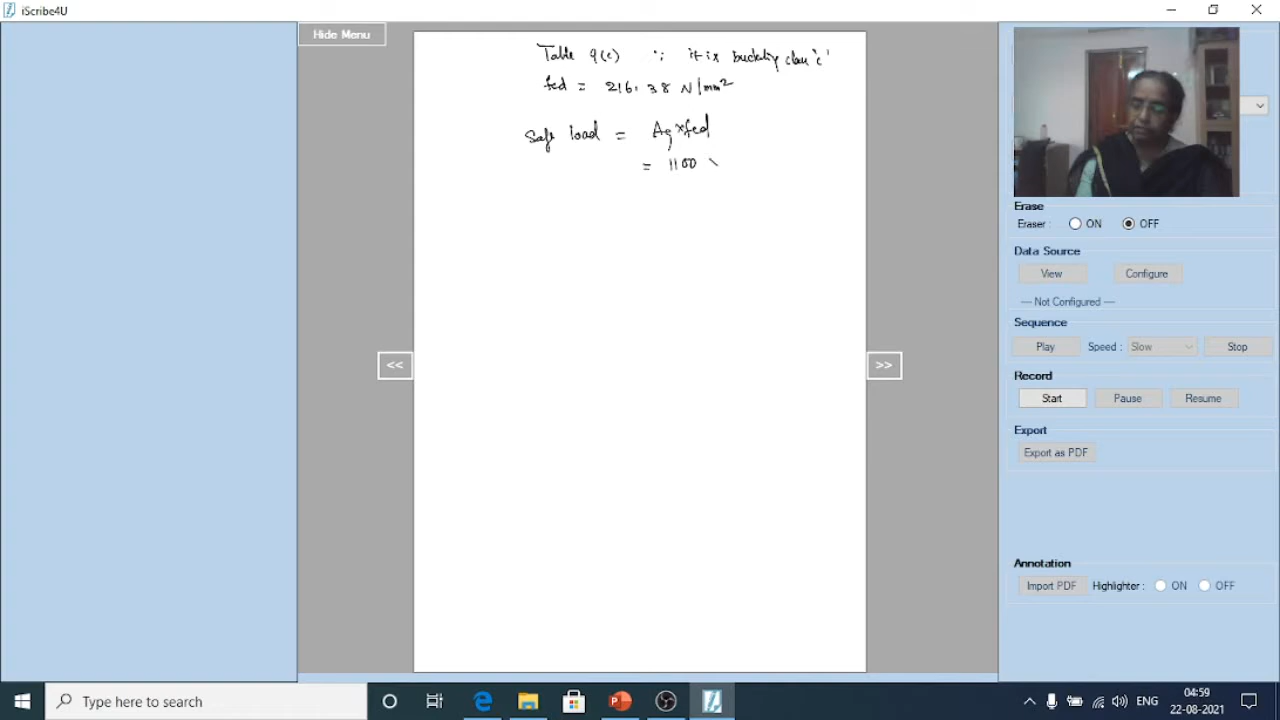 iScribe4U
Hide Menu
Table 9(c) ∵ it is buckling class 'c'
fcd = 216.38 N/mm²
Safe load = Ag×fcd
= 1100
<<
>>
Erase
Eraser : ON OFF
Data Source
View Configure
--- Not Configured ---
Sequence
Play Speed : Slow Stop
Record
Start Pause Resume
Export
Export as PDF
Annotation
Import PDF Highlighter : ON OFF
Type here to search
ENG
04:59
22-08-2021